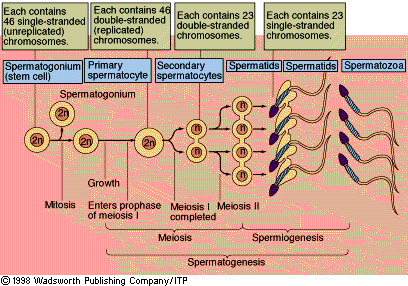 Each contains
46 single-stranded
(unreplicated)
chromosomes.
Each contains 46
double-stranded
(replicated)
chromosomes.
Each contains 23
double-stranded
chromosomes.
Each contains 23
single-stranded
chromosomes.
Spermatogonium
(stem cell)
Primary
spermatocyte
Secondary
spermatocytes
Spermatids
Spermatids
Spermatozoa
Spermatogonium
2n
2n
2n
2n
n
n
n
n
n
n
Growth
Mitosis
Enters prophase
of meiosis I
Meiosis I
completed
Meiosis II
Meiosis
Spermiogenesis
Spermatogenesis
© 1998 Wadsworth Publishing Company/ITP